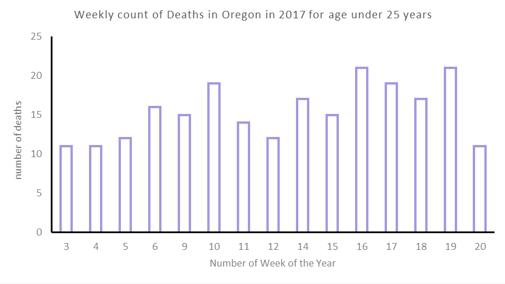 Weekly count of Deaths in Oregon in 2017 for age under 25 years
number of deaths
25
20
15
10
5
0
3 4 5 6 9 10 11 12 14 15 16 17 18 19 20
Number of Week of the Year